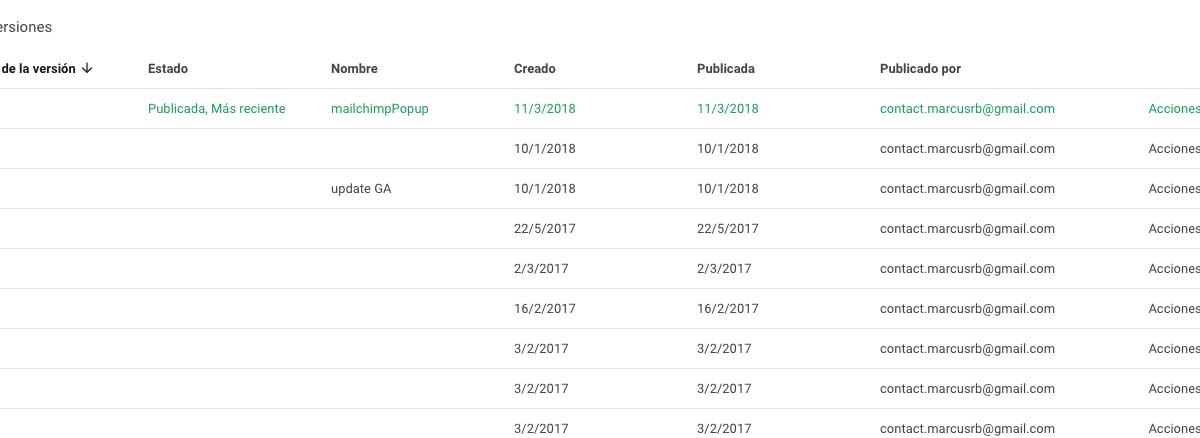 ersiones
de la versión ↓ Estado Nombre Creado Publicada Publicado por
Publicada, Más reciente mailchimpPopup 11/3/2018 11/3/2018 contact.marcusrb@gmail.com Acciones
10/1/2018 10/1/2018 contact.marcusrb@gmail.com Acciones
update GA 10/1/2018 10/1/2018 contact.marcusrb@gmail.com Acciones
22/5/2017 22/5/2017 contact.marcusrb@gmail.com Acciones
2/3/2017 2/3/2017 contact.marcusrb@gmail.com Acciones
16/2/2017 16/2/2017 contact.marcusrb@gmail.com Acciones
3/2/2017 3/2/2017 contact.marcusrb@gmail.com Acciones
3/2/2017 3/2/2017 contact.marcusrb@gmail.com Acciones
3/2/2017 3/2/2017 contact.marcusrb@gmail.com Acciones